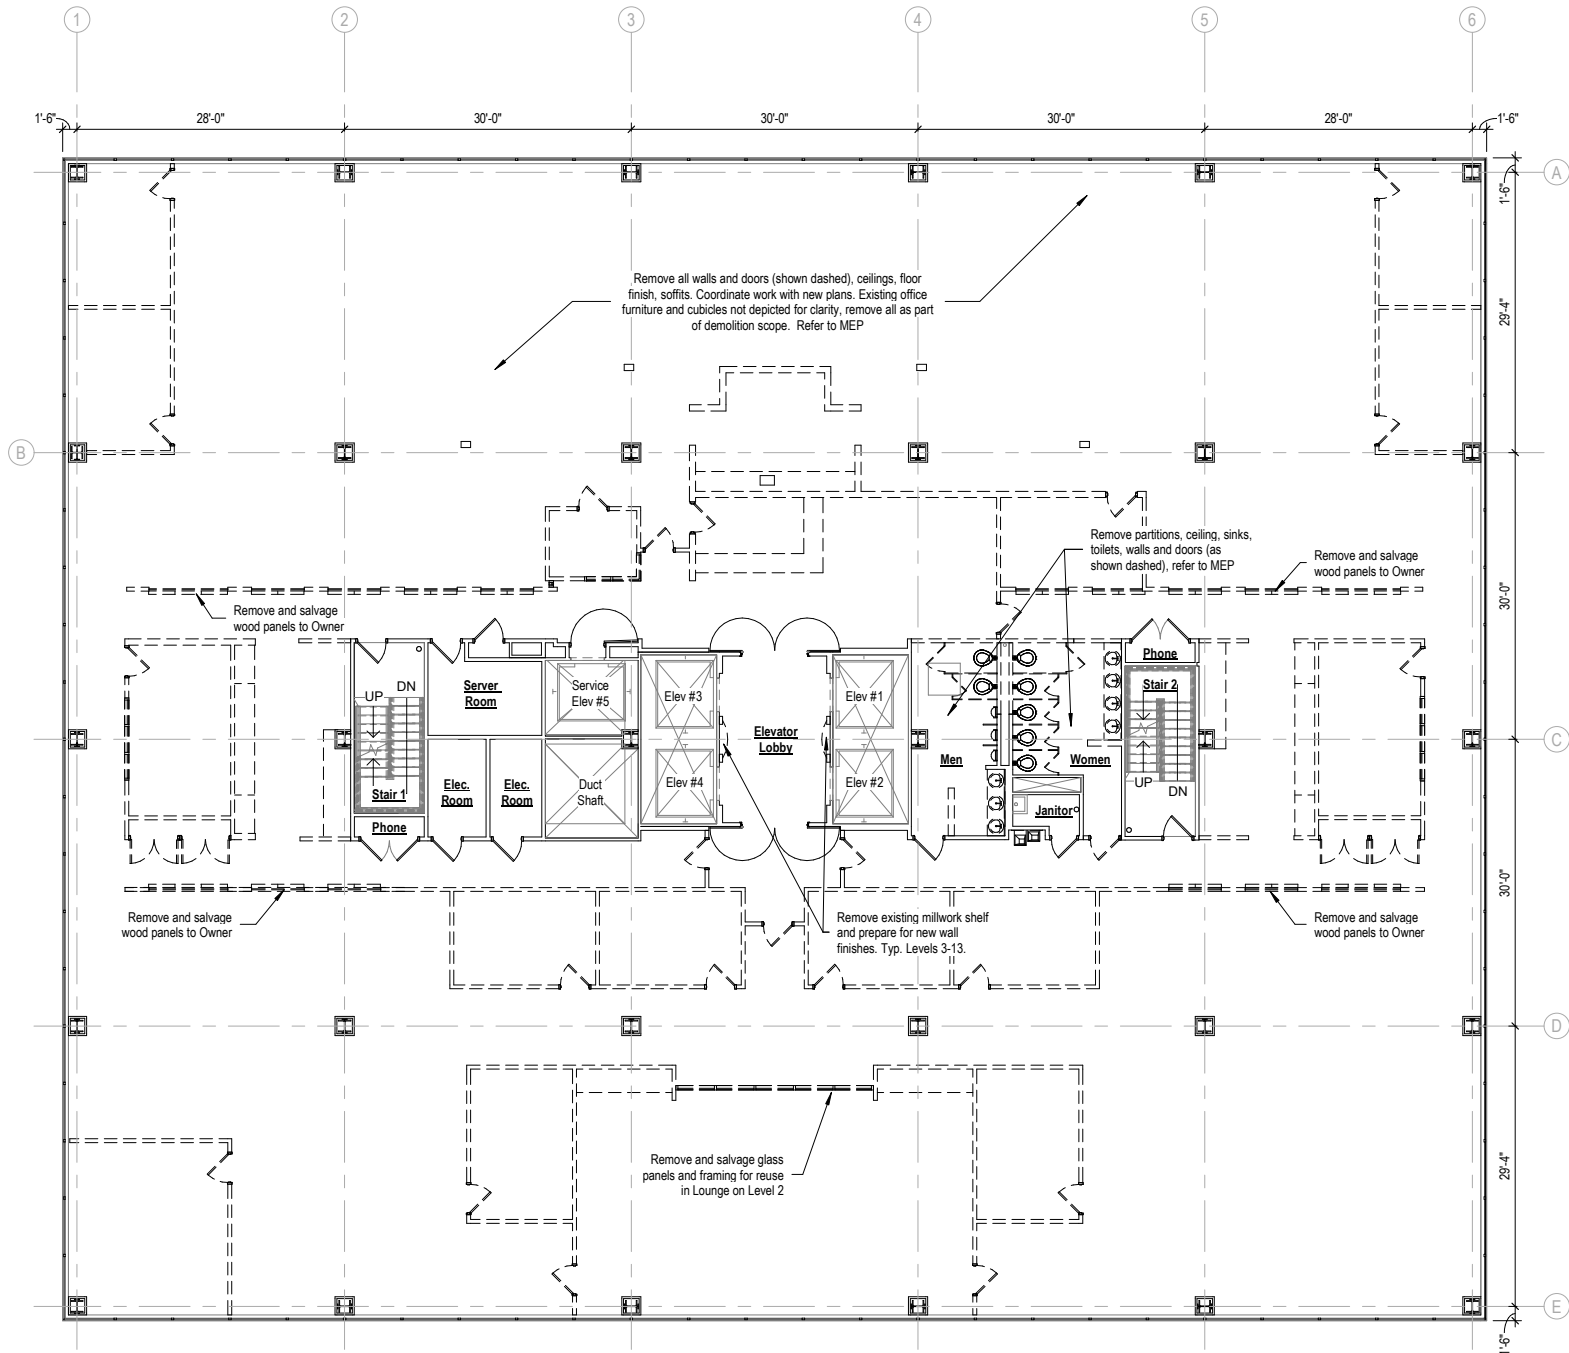 1
2
3
4
5
6
1'-6"
28'-0"
30'-0"
30'-0"
30'-0"
28'-0"
1'-6"
A
1'-6"
Remove all walls and doors (shown dashed), ceilings, floor
finish, soffits. Coordinate work with new plans. Existing office
furniture and cubicles not depicted for clarity, remove all as part
of demolition scope. Refer to MEP
29'-4"
B
Remove partitions, ceiling, sinks,
toilets, walls and doors (as
shown dashed), refer to MEP
Remove and salvage
wood panels to Owner
30'-0"
Remove and salvage
wood panels to Owner
Phone
Server
Room
Service
Elev #5
Elev #3
Elev #1
Stair 2
UP
DN
Elevator
Lobby
C
Men
Women
Elev #4
Elev #2
Duct
Shaft
Elec.
Room
Elec.
Room
Stair 1
UP
DN
Janitor
Phone
30'-0"
Remove and salvage
wood panels to Owner
Remove existing millwork shelf
and prepare for new wall
finishes. Typ. Levels 3-13.
Remove and salvage
wood panels to Owner
D
Remove and salvage glass
panels and framing for reuse
in Lounge on Level 2
29'-4"
E
1'-6"